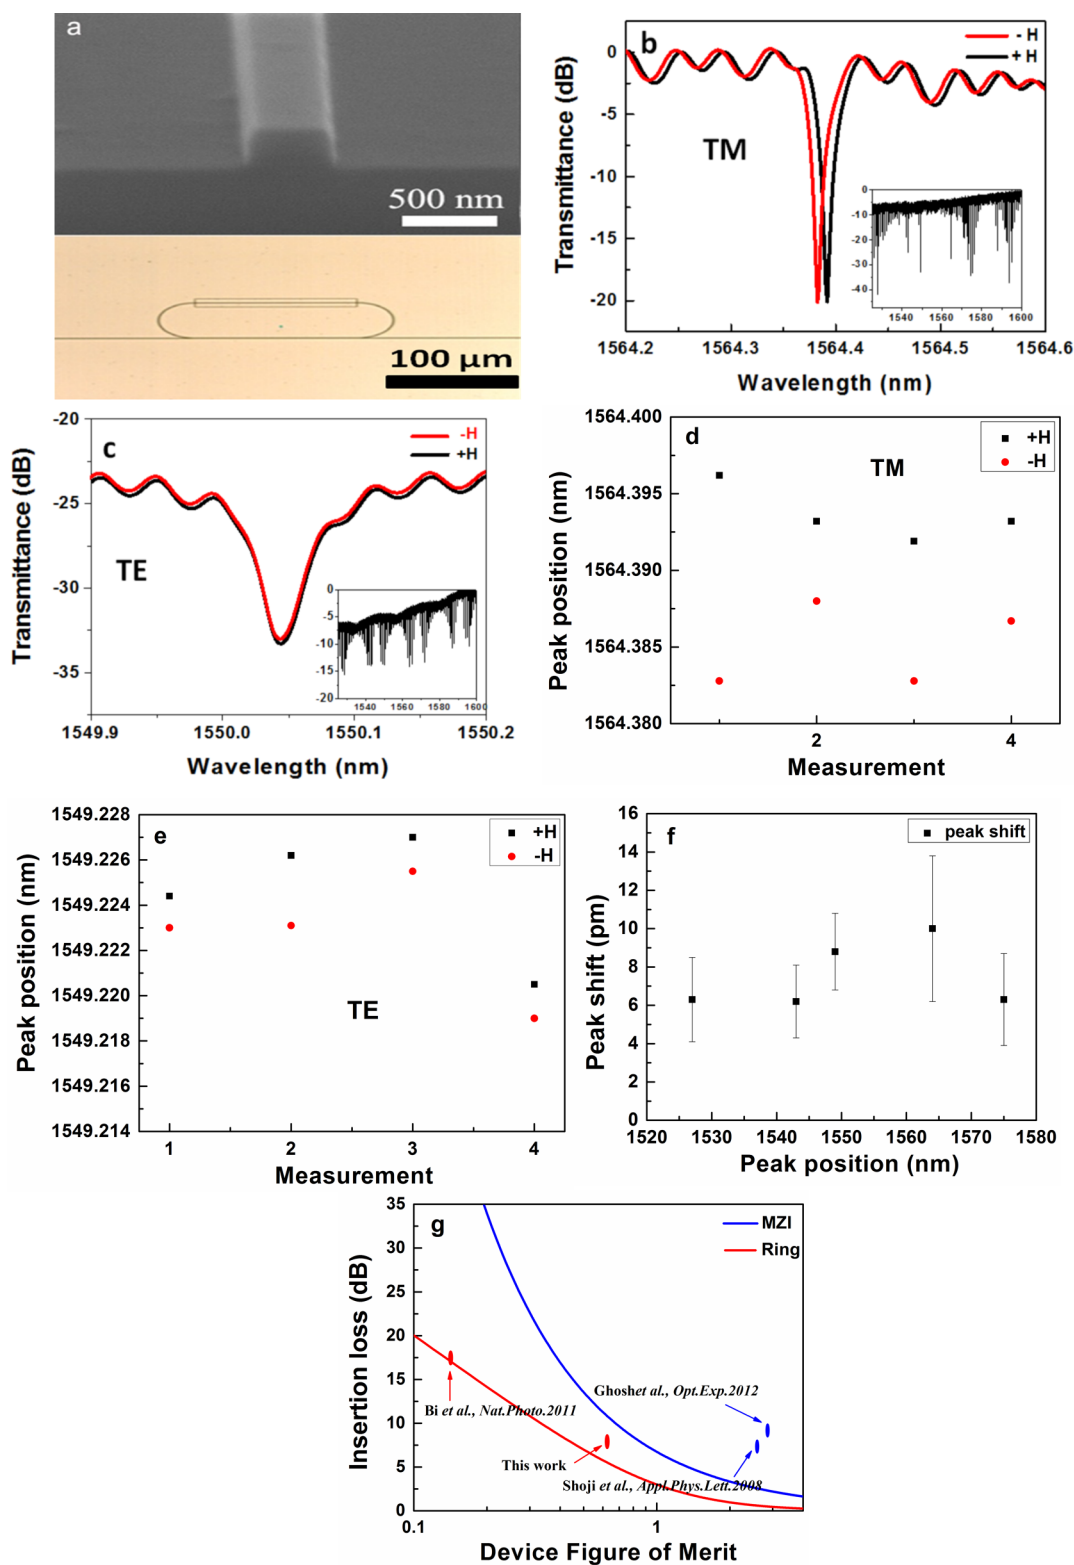 a
500 nm
100 µm
b
- H
+ H
TM
Transmittance (dB)
0
-5
-10
-15
-20
1564.2 1564.3 1564.4 1564.5 1564.6
Wavelength (nm)
0
-10
-20
-30
-40
1540 1560 1580 1600
c
-H
+H
TE
Transmittance (dB)
-20
-25
-30
-35
1549.9 1550.0 1550.1 1550.2
Wavelength (nm)
0
-5
-10
-15
-20
1540 1560 1580 1600
d
+H
-H
TM
Peak position (nm)
1564.400
1564.395
1564.390
1564.385
1564.380
2 4
Measurement
e
+H
-H
TE
Peak position (nm)
1549.228
1549.226
1549.224
1549.222
1549.220
1549.218
1549.216
1549.214
1 2 3 4
Measurement
f
peak shift
Peak shift (pm)
16
14
12
10
8
6
4
2
0
1520 1530 1540 1550 1560 1570 1580
Peak position (nm)
g
MZI
Ring
Insertion loss (dB)
35
30
25
20
15
10
5
0
Ghoshet al., Opt.Exp.2012
Bi et al., Nat.Photo.2011
This work
Shoji et al., Appl.Phys.Lett.2008
0.1 1
Device Figure of Merit